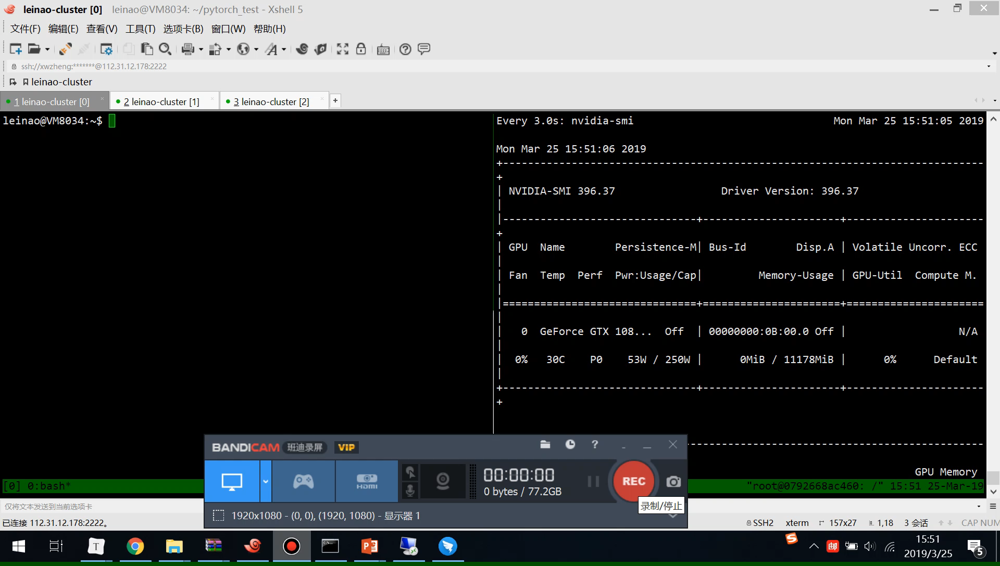 leinao-cluster [0] leinao@VM8034: ~/pytorch_test - Xshell 5
文件(F) 编辑(E) 查看(V) 工具(T) 选项卡(B) 窗口(W) 帮助(H)
ssh://xwzheng:*******@112.31.12.178:2222
leinao-cluster
1 leinao-cluster [0] 2 leinao-cluster [1] 3 leinao-cluster [2] +
leinao@VM8034:~$
Every 3.0s: nvidia-smi Mon Mar 25 15:51:05 2019
Mon Mar 25 15:51:06 2019
+------------------------------------------------------------------------------
+
| NVIDIA-SMI 396.37 Driver Version: 396.37
|
|-------------------------------+----------------------+----------------------
+
| GPU Name Persistence-M| Bus-Id Disp.A | Volatile Uncorr. ECC
|
| Fan Temp Perf Pwr:Usage/Cap| Memory-Usage | GPU-Util Compute M.
|
|===============================+======================+======================
|
| 0 GeForce GTX 108... Off | 00000000:0B:00.0 Off | N/A
|
| 0% 30C P0 53W / 250W | 0MiB / 11178MiB | 0% Default
|
+-------------------------------+----------------------+----------------------
+
GPU Memory
[0] 0:bash* "root@0792668ac460: /" 15:51 25-Mar-19
BANDICAM 班迪录屏 VIP
?
HDMI
00:00:00
0 bytes / 77.2GB
REC
录制/停止
1920x1080 - (0, 0), (1920, 1080) - 显示器 1
仅将文本发送到当前选项卡
已连接 112.31.12.178:2222。 SSH2 xterm 157x27 1,18 3 会话 CAP NUM
T
P
S
邮
15:51
2019/3/25
5